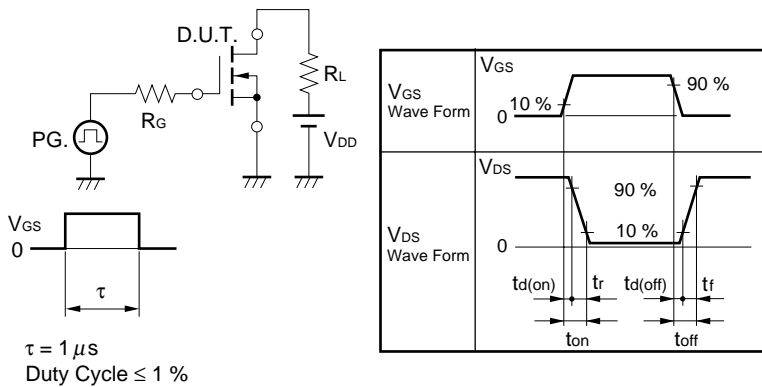 D.U.T.
RL
RG
PG.
VDD
VGS
0
τ
τ = 1 μs
Duty Cycle ≤ 1 %
VGS
Wave Form
VGS
10 %
90 %
0
VDS
Wave Form
VDS
90 %
10 %
0
td(on) tr td(off) tf
ton toff